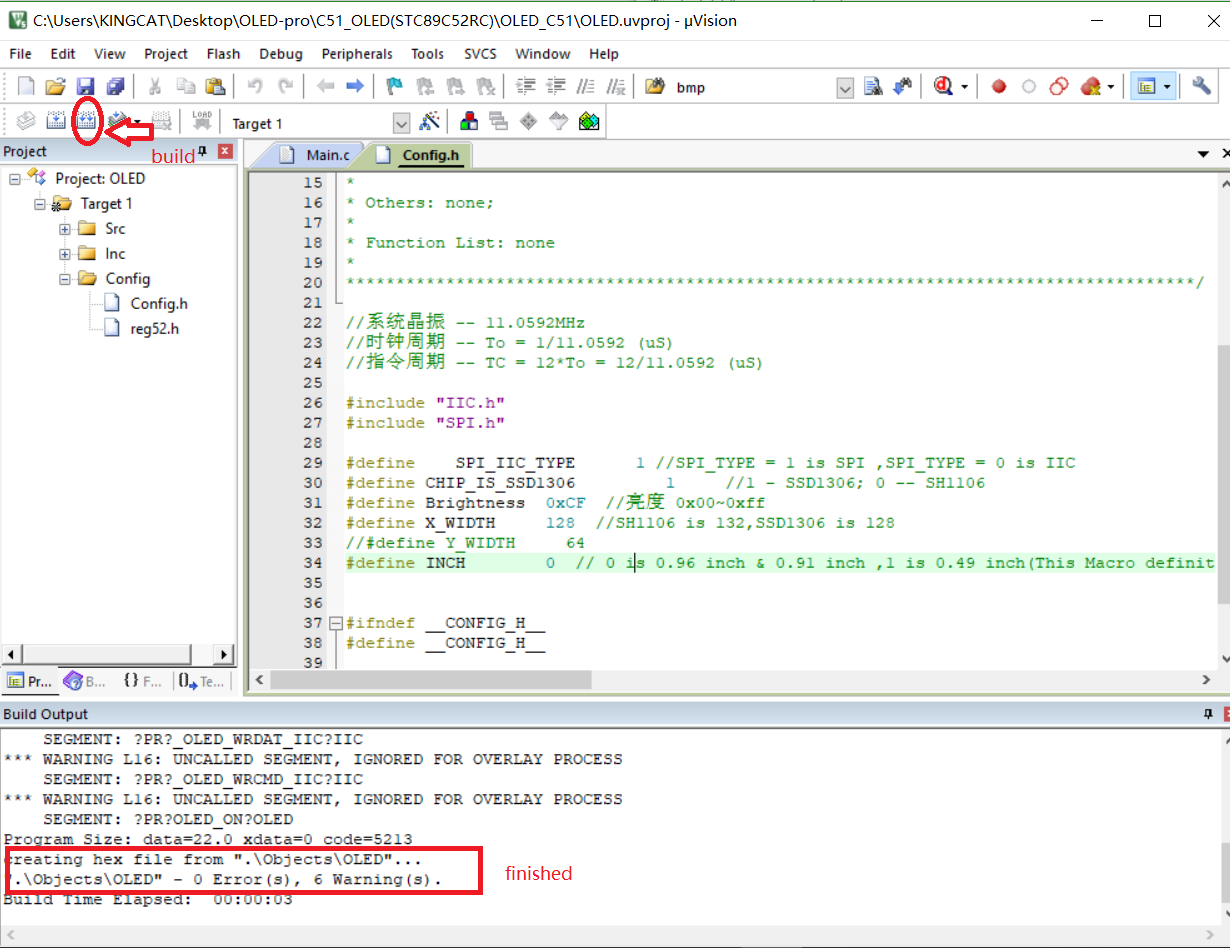 C:\Users\KINGCAT\Desktop\OLED-pro\C51_OLED(STC89C52RC)\OLED_C51\OLED.uvproj - µVision
File Edit View Project Flash Debug Peripherals Tools SVCS Window Help
bmp
LOAD
Target 1
build
Project
Main.c
Config.h
Project: OLED
Target 1
Src
Inc
Config
Config.h
reg52.h
15 *
16 * Others: none;
17 *
18 * Function List: none
19 *
20 *************************************************************************************/
21
22 //系统晶振 -- 11.0592MHz
23 //时钟周期 -- To = 1/11.0592 (uS)
24 //指令周期 -- TC = 12*To = 12/11.0592 (uS)
25
26 #include "IIC.h"
27 #include "SPI.h"
28
29 #define    SPI_IIC_TYPE      1 //SPI_TYPE = 1 is SPI ,SPI_TYPE = 0 is IIC
30 #define CHIP_IS_SSD1306         1     //1 - SSD1306; 0 -- SH1106
31 #define Brightness  0xCF  //亮度 0x00~0xff
32 #define X_WIDTH     128  //SH1106 is 132,SSD1306 is 128
33 //#define Y_WIDTH     64
34 #define INCH        0  // 0 is 0.96 inch & 0.91 inch ,1 is 0.49 inch(This Macro definit
35
36
37 #ifndef __CONFIG_H__
38 #define __CONFIG_H__
39
Pr... B... {} F... 0 Te...
Build Output
SEGMENT: ?PR?_OLED_WRDAT_IIC?IIC
*** WARNING L16: UNCALLED SEGMENT, IGNORED FOR OVERLAY PROCESS
SEGMENT: ?PR?_OLED_WRCMD_IIC?IIC
*** WARNING L16: UNCALLED SEGMENT, IGNORED FOR OVERLAY PROCESS
SEGMENT: ?PR?OLED_ON?OLED
Program Size: data=22.0 xdata=0 code=5213
creating hex file from ".\Objects\OLED"...
".\Objects\OLED" - 0 Error(s), 6 Warning(s).
finished
Build Time Elapsed:  00:00:03